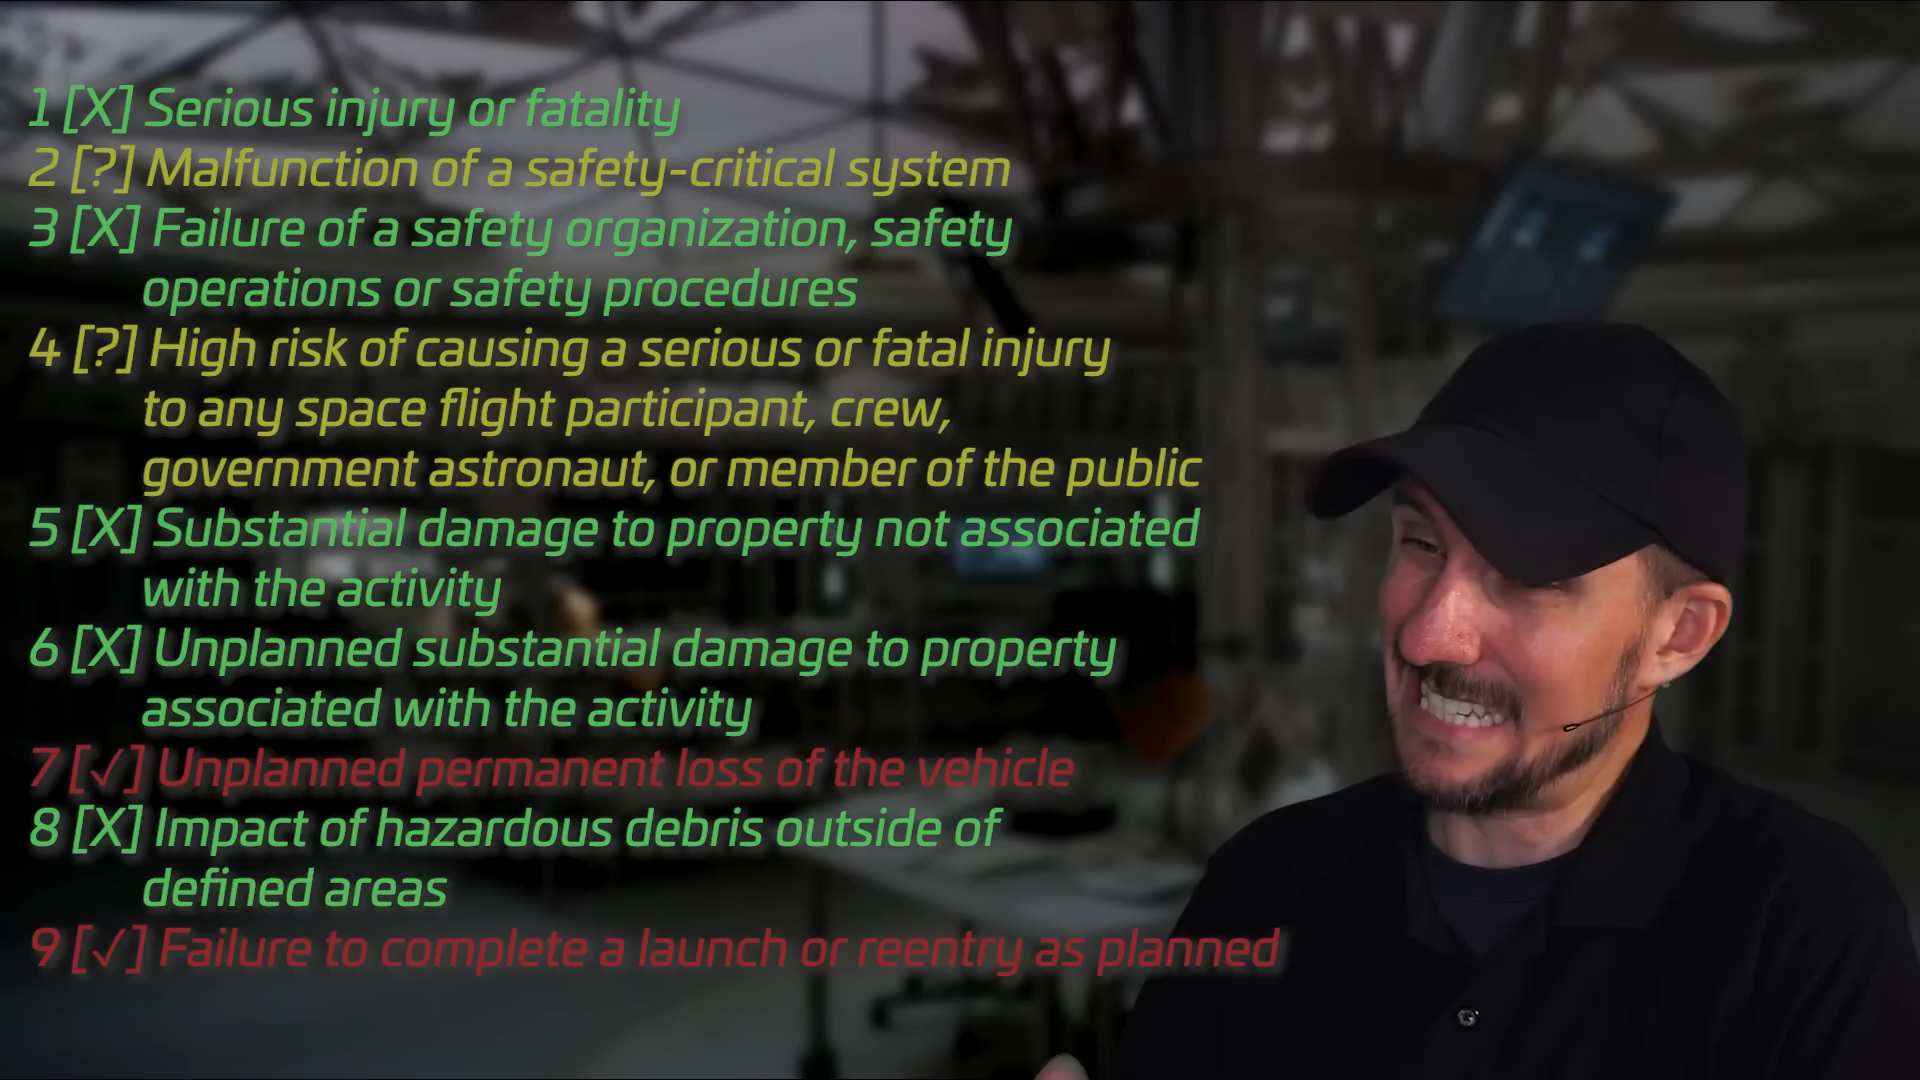 1 [X] Serious injury or fatality
2 [?] Malfunction of a safety-critical system
3 [X] Failure of a safety organization, safety
operations or safety procedures
4 [?] High risk of causing a serious or fatal injury
to any space flight participant, crew,
government astronaut, or member of the public
5 [X] Substantial damage to property not associated
with the activity
6 [X] Unplanned substantial damage to property
associated with the activity
7 [✓] Unplanned permanent loss of the vehicle
8 [X] Impact of hazardous debris outside of
defined areas
9 [✓] Failure to complete a launch or reentry as planned